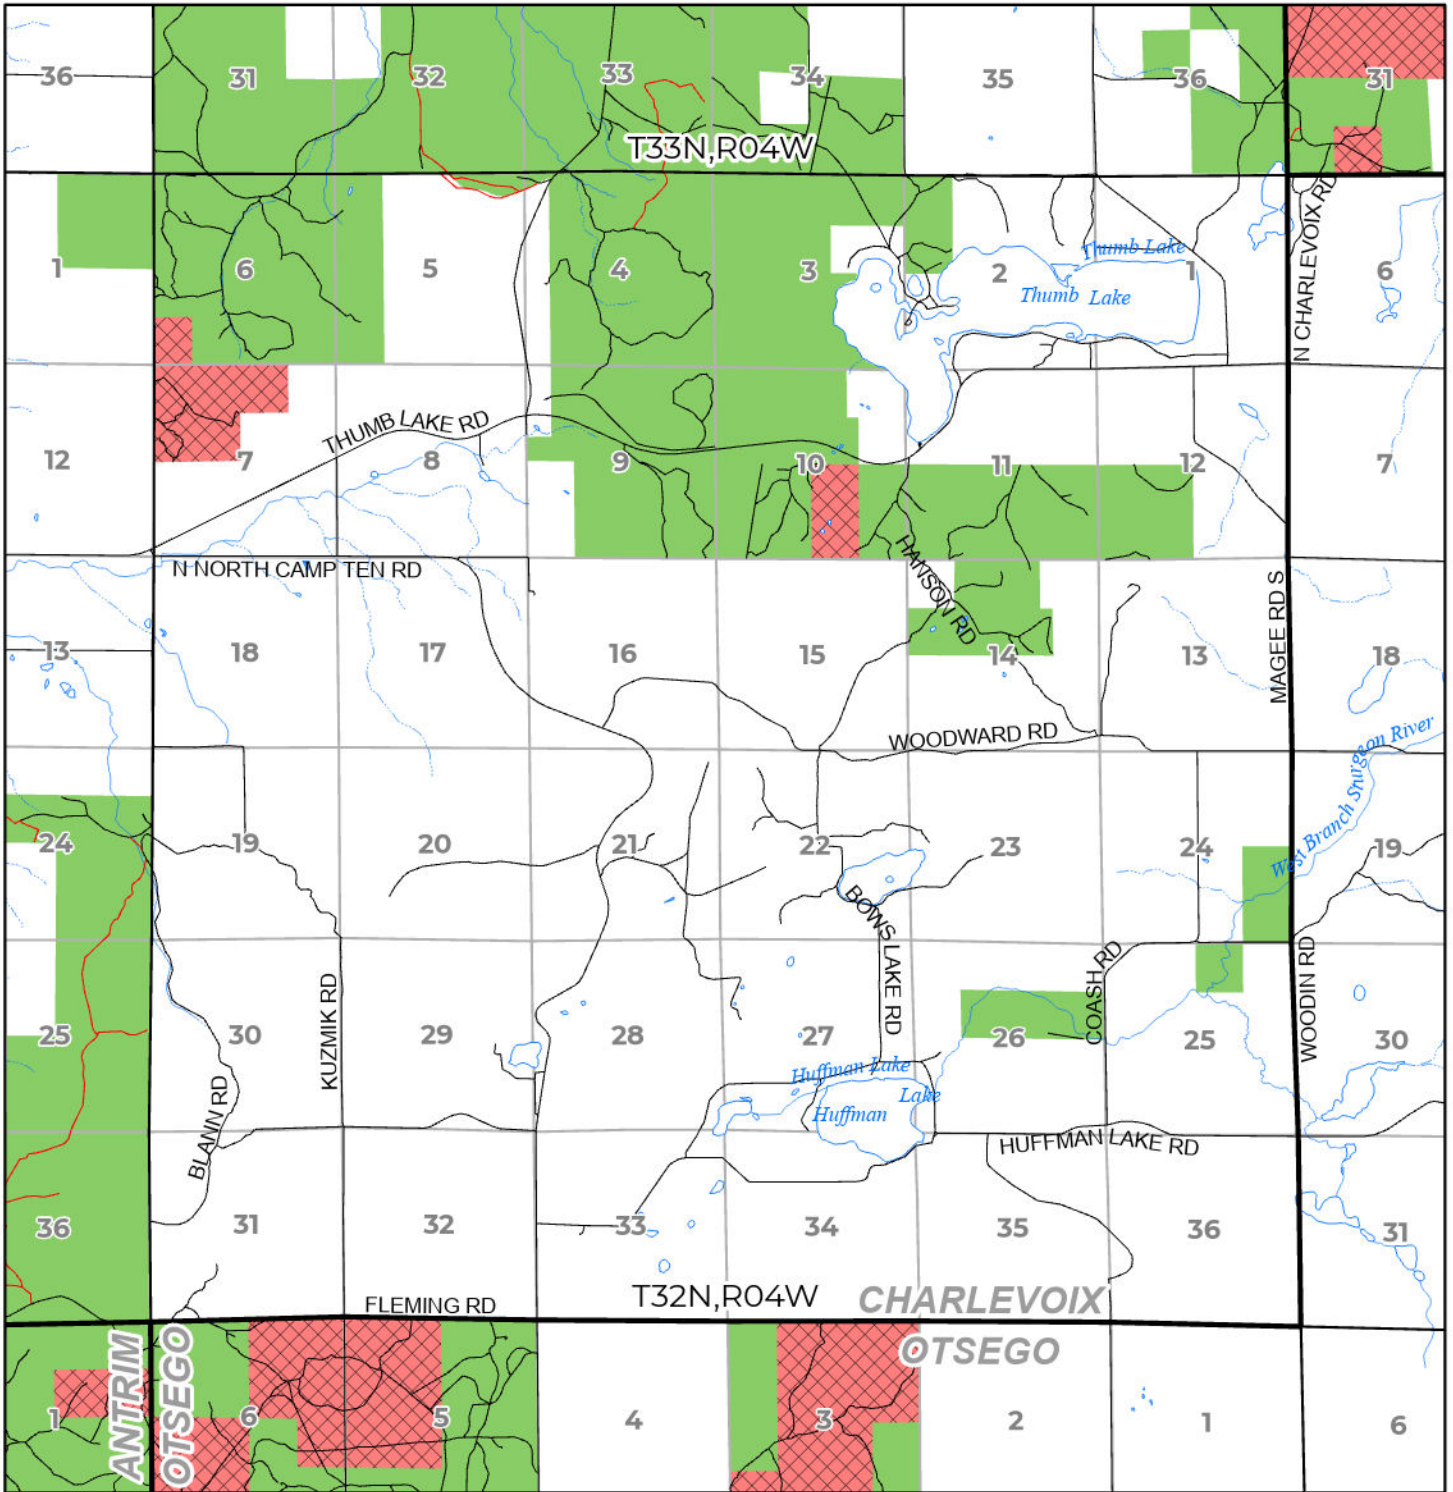 36 31 32 33 34 35 36 31
T33N,R04W
N CHARLEVOIX RD
1 6 5 4 3 2 1 6
Thumb Lake
Thumb Lake
THUMB LAKE RD
12 7 8 9 10 11 12 7
N NORTH CAMP TEN RD
HANSON RD
MAGEE RD S
13 18 17 16 15 14 13 18
WOODWARD RD
West Branch Sturgeon River
24 19 20 21 22 23 24 19
BOWS LAKE RD
KUZMIK RD
COASH RD
WOODIN RD
25 30 29 28 27 26 25 30
Huffman Lake
Huffman Lake
BLANN RD
HUFFMAN LAKE RD
36 31 32 33 34 35 36 31
T32N,R04W
CHARLEVOIX
FLEMING RD
ANTRIM
OTSEGO
OTSEGO
1 6 5 4 3 2 1 6